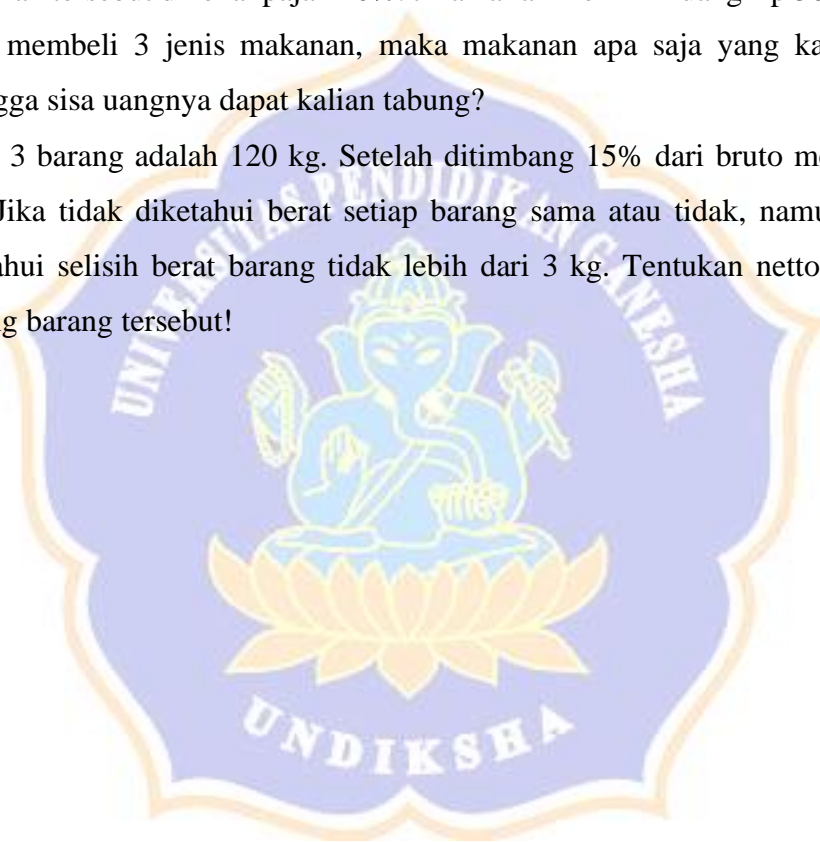 membeli 3 jenis makanan, maka makanan apa saja yang ka
gga sisa uangnya dapat kalian tabung?
3 barang adalah 120 kg. Setelah ditimbang 15% dari bruto me
Jika tidak diketahui berat setiap barang sama atau tidak, namu
ahui selisih berat barang tidak lebih dari 3 kg. Tentukan netto
g barang tersebut!
UNIVERSITAS PENDIDIKAN GANESHA
UNDIKSHA